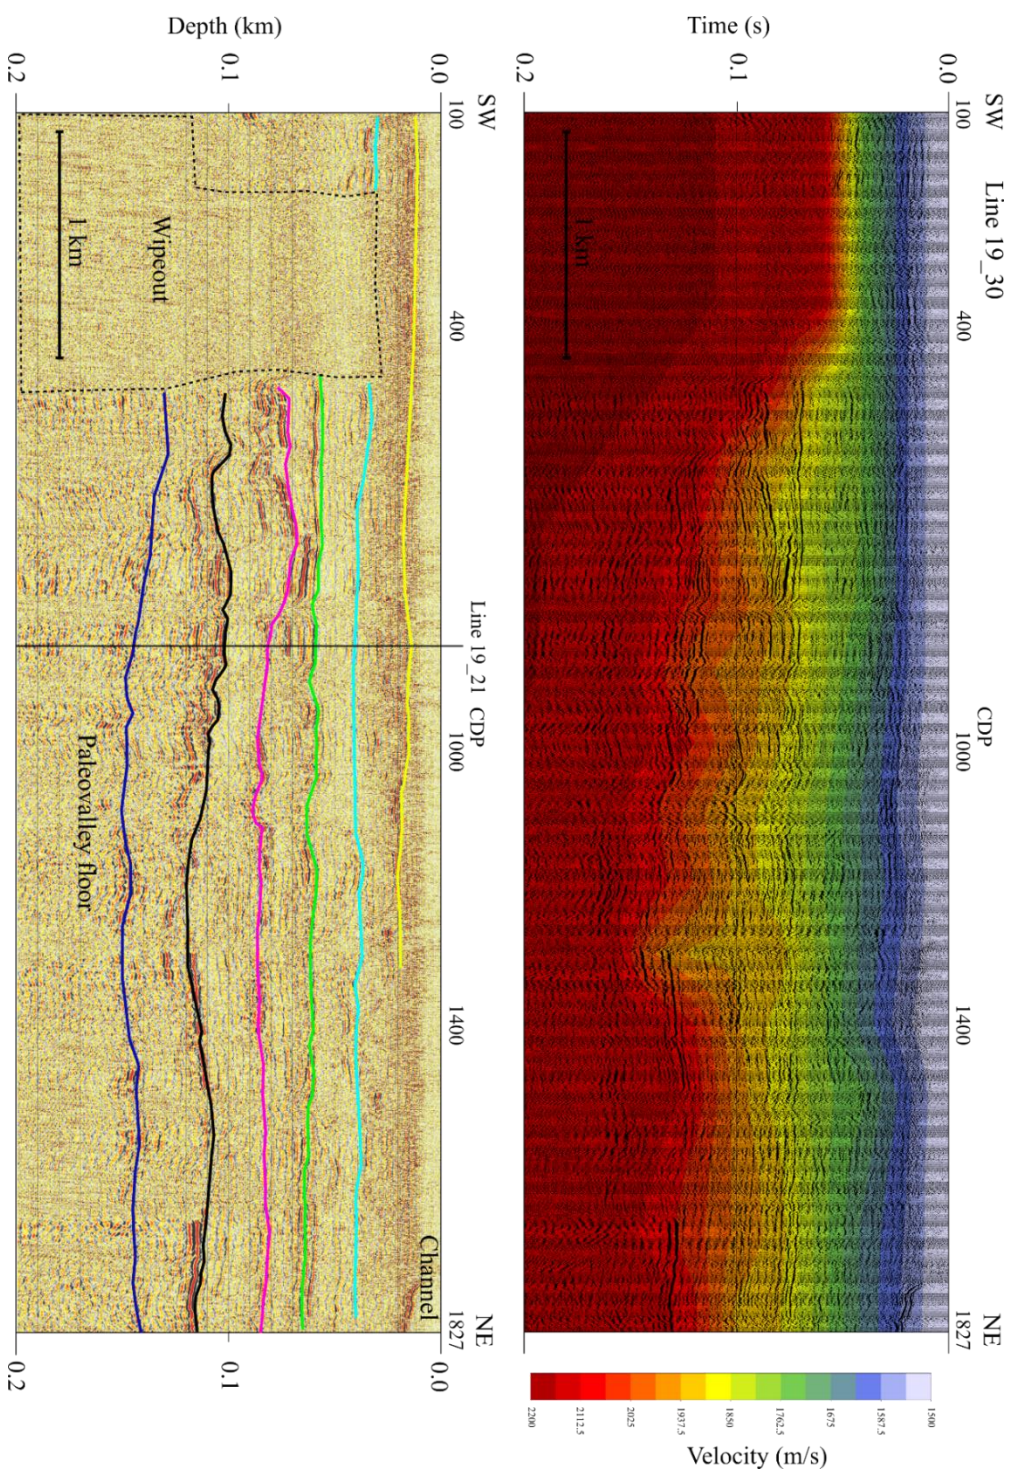 Line 19_30
SW
CDP
NE
100
400
1000
1400
1827
Time (s)
0.0
0.1
0.2
1 km
Velocity (m/s)
1500
1587.5
1675
1762.5
1850
1937.5
2025
2112.5
2200
SW
Line 19_21
CDP
NE
100
400
1000
1400
1827
Depth (km)
0.0
0.1
0.2
0.0
0.1
0.2
Channel
Wipeout
1 km
Paleovalley floor